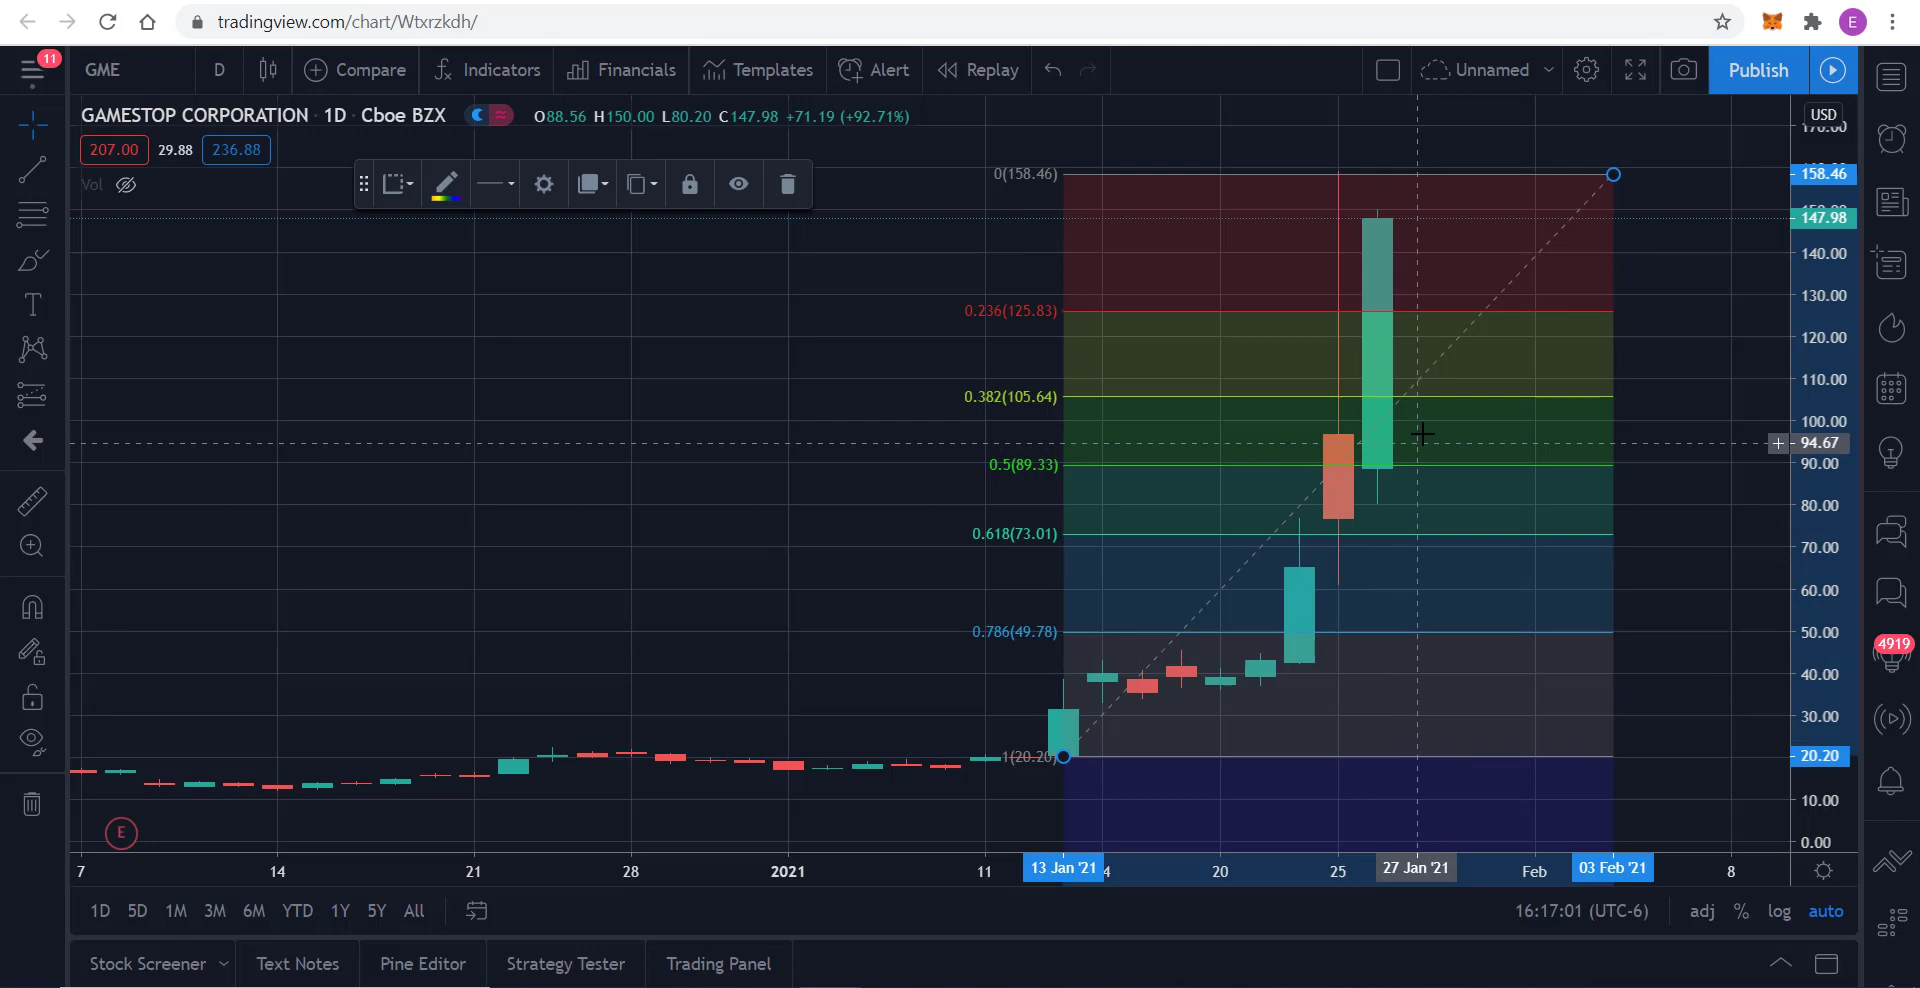 tradingview.com/chart/Wtxrzkdh/
E
11
GME
D
Compare
Indicators
Financials
Templates
Alert
Replay
Unnamed
Publish
GAMESTOP CORPORATION · 1D · Cboe BZX
O88.56 H150.00 L80.20 C147.98 +71.19 (+92.71%)
USD
207.00
29.88
236.88
Vol
0(158.46)
0.236(125.83)
0.382(105.64)
0.5(89.33)
0.618(73.01)
0.786(49.78)
1(20.20)
170.00
158.46
147.98
140.00
130.00
120.00
110.00
100.00
94.67
90.00
80.00
70.00
60.00
50.00
40.00
30.00
20.20
10.00
0.00
4919
E
7
14
21
28
2021
11
13 Jan '21
4
20
25
27 Jan '21
Feb
03 Feb '21
8
1D
5D
1M
3M
6M
YTD
1Y
5Y
All
16:17:01 (UTC-6)
adj
%
log
auto
Stock Screener
Text Notes
Pine Editor
Strategy Tester
Trading Panel